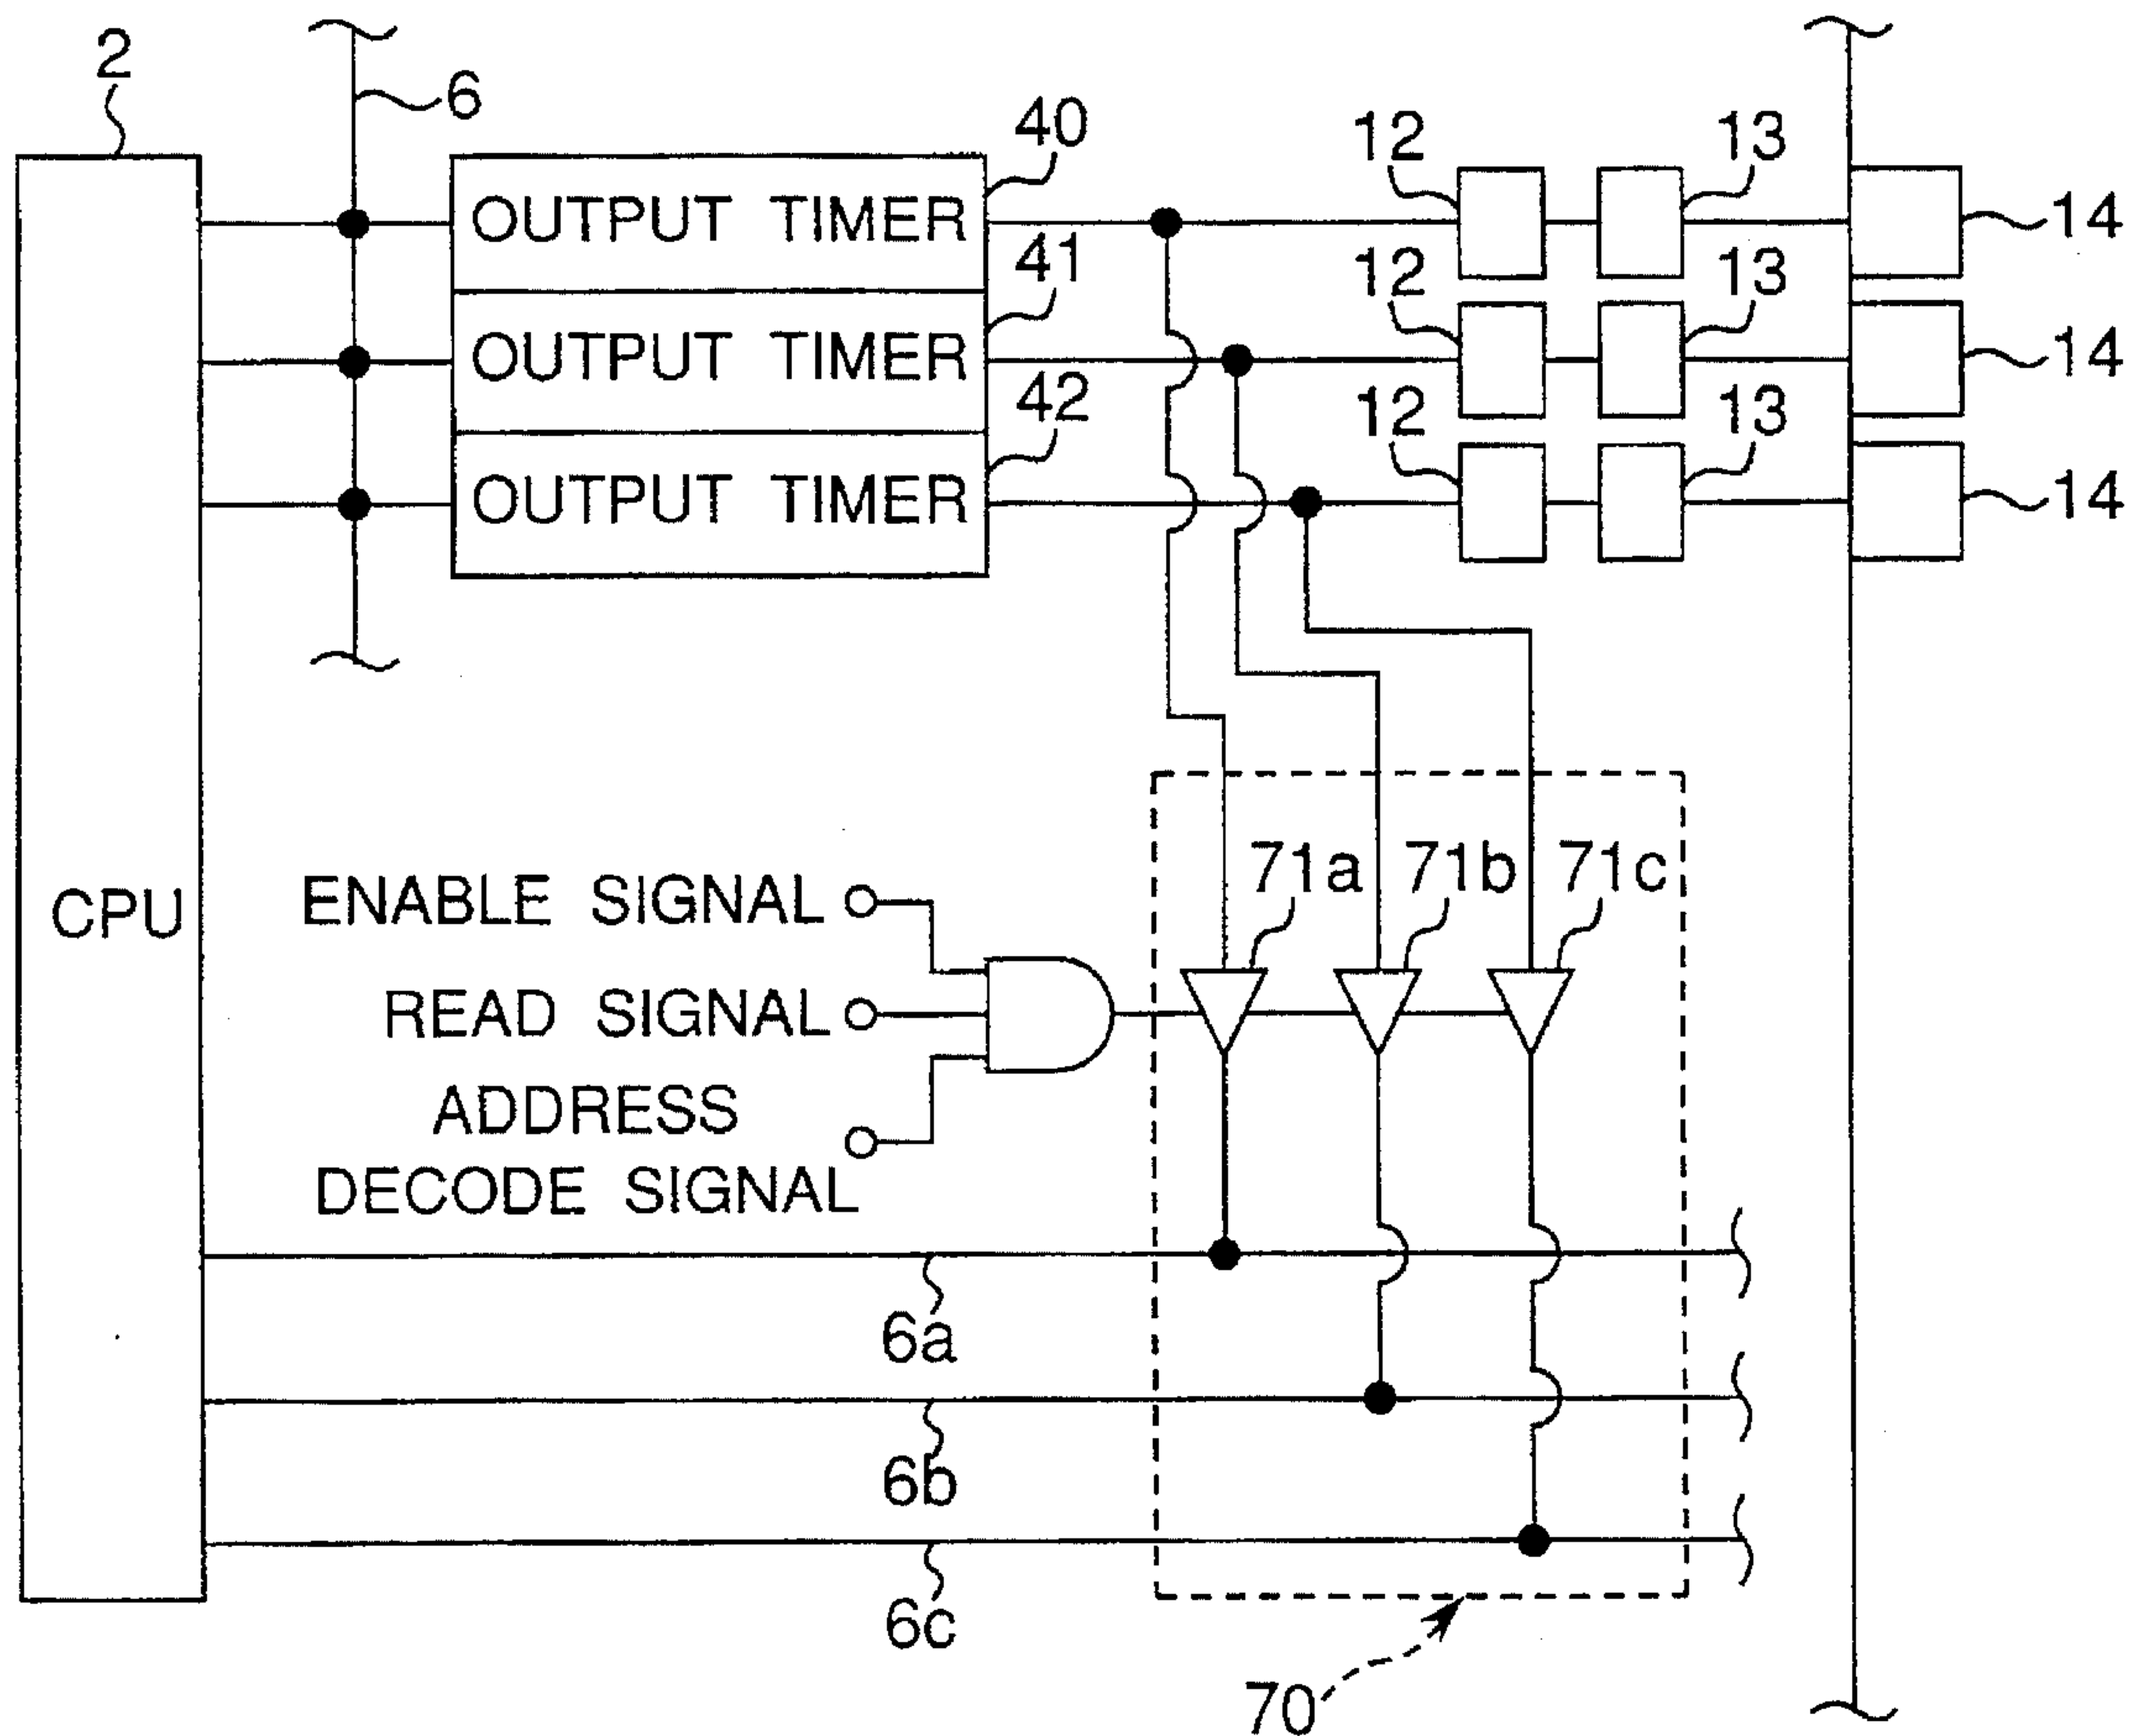 2
6
40
12
13
OUTPUT TIMER
14
41
12
13
OUTPUT TIMER
14
42
12
13
OUTPUT TIMER
14
71a
71b
71c
CPU
ENABLE SIGNAL
READ SIGNAL
ADDRESS
DECODE SIGNAL
6a
6b
6c
70